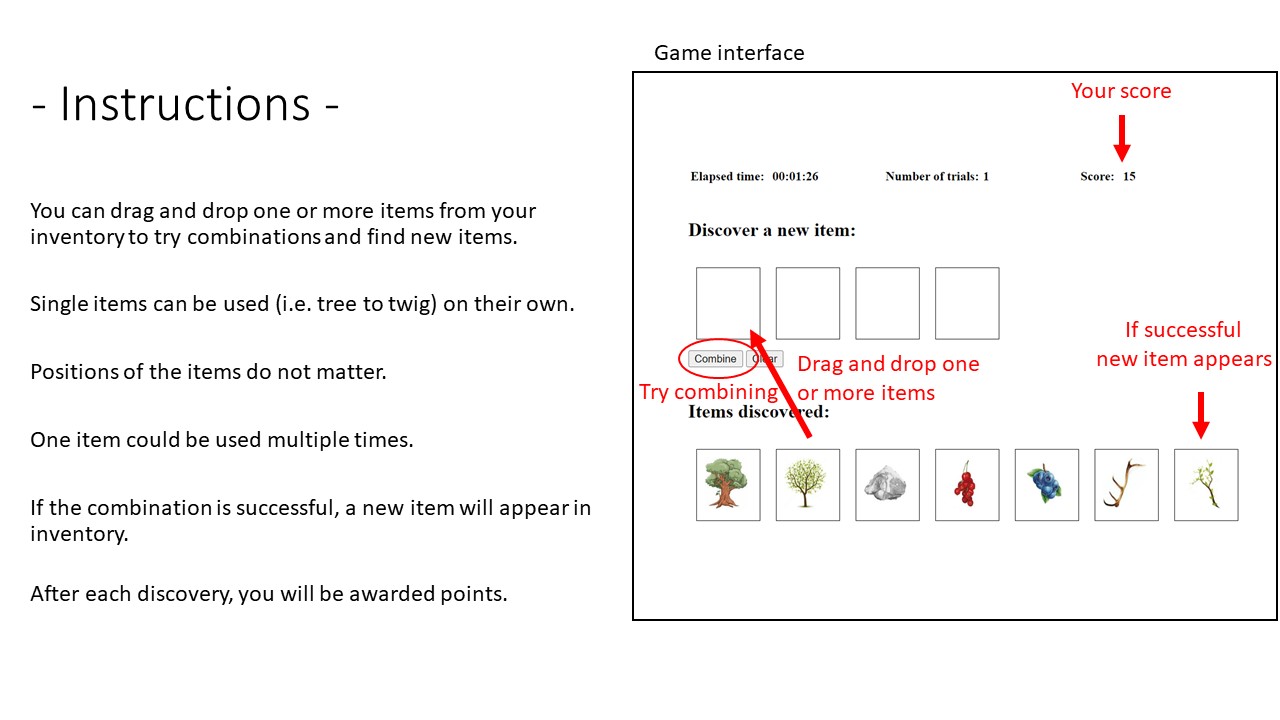 - Instructions -
You can drag and drop one or more items from your
inventory to try combinations and find new items.
Single items can be used (i.e. tree to twig) on their own.
Positions of the items do not matter.
One item could be used multiple times.
If the combination is successful, a new item will appear in
inventory.
After each discovery, you will be awarded points.
Game interface
Your score
Elapsed time: 00:01:26 Number of trials: 1 Score: 15
Discover a new item:
Combine Clear
Try combining
Drag and drop one
or more items
If successful
new item appears
Items discovered: